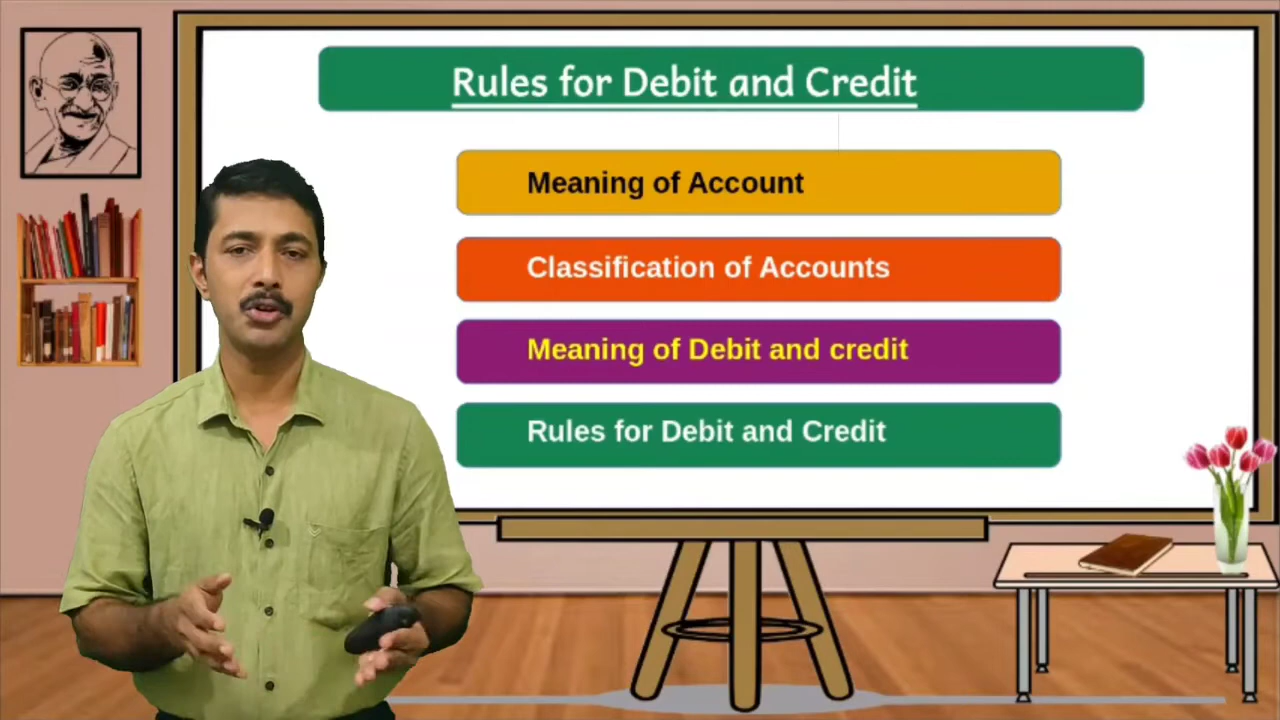 Rules for Debit and Credit
Meaning of Account
Classification of Accounts
Meaning of Debit and credit
Rules for Debit and Credit